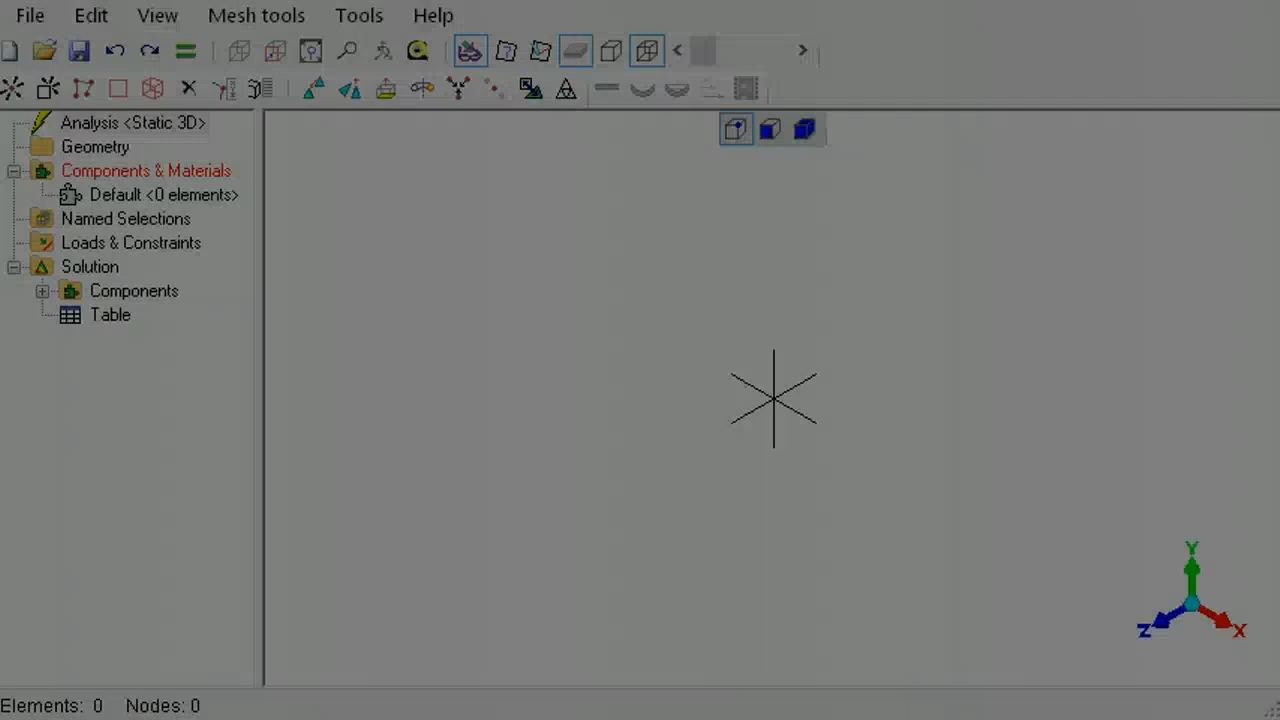 File Edit View Mesh tools Tools Help
Analysis <Static 3D>
Geometry
Components & Materials
Default <0 elements>
Named Selections
Loads & Constraints
Solution
Components
Table
Y
Z X
Elements: 0 Nodes: 0